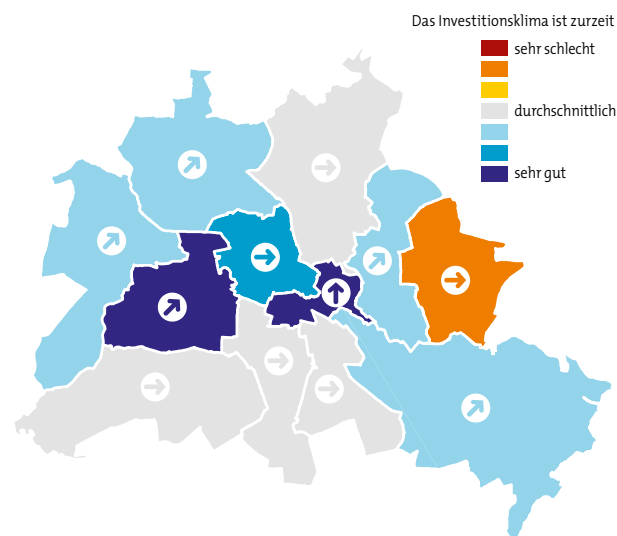 Das Investitionsklima ist zurzeit
sehr schlecht
durchschnittlich
sehr gut